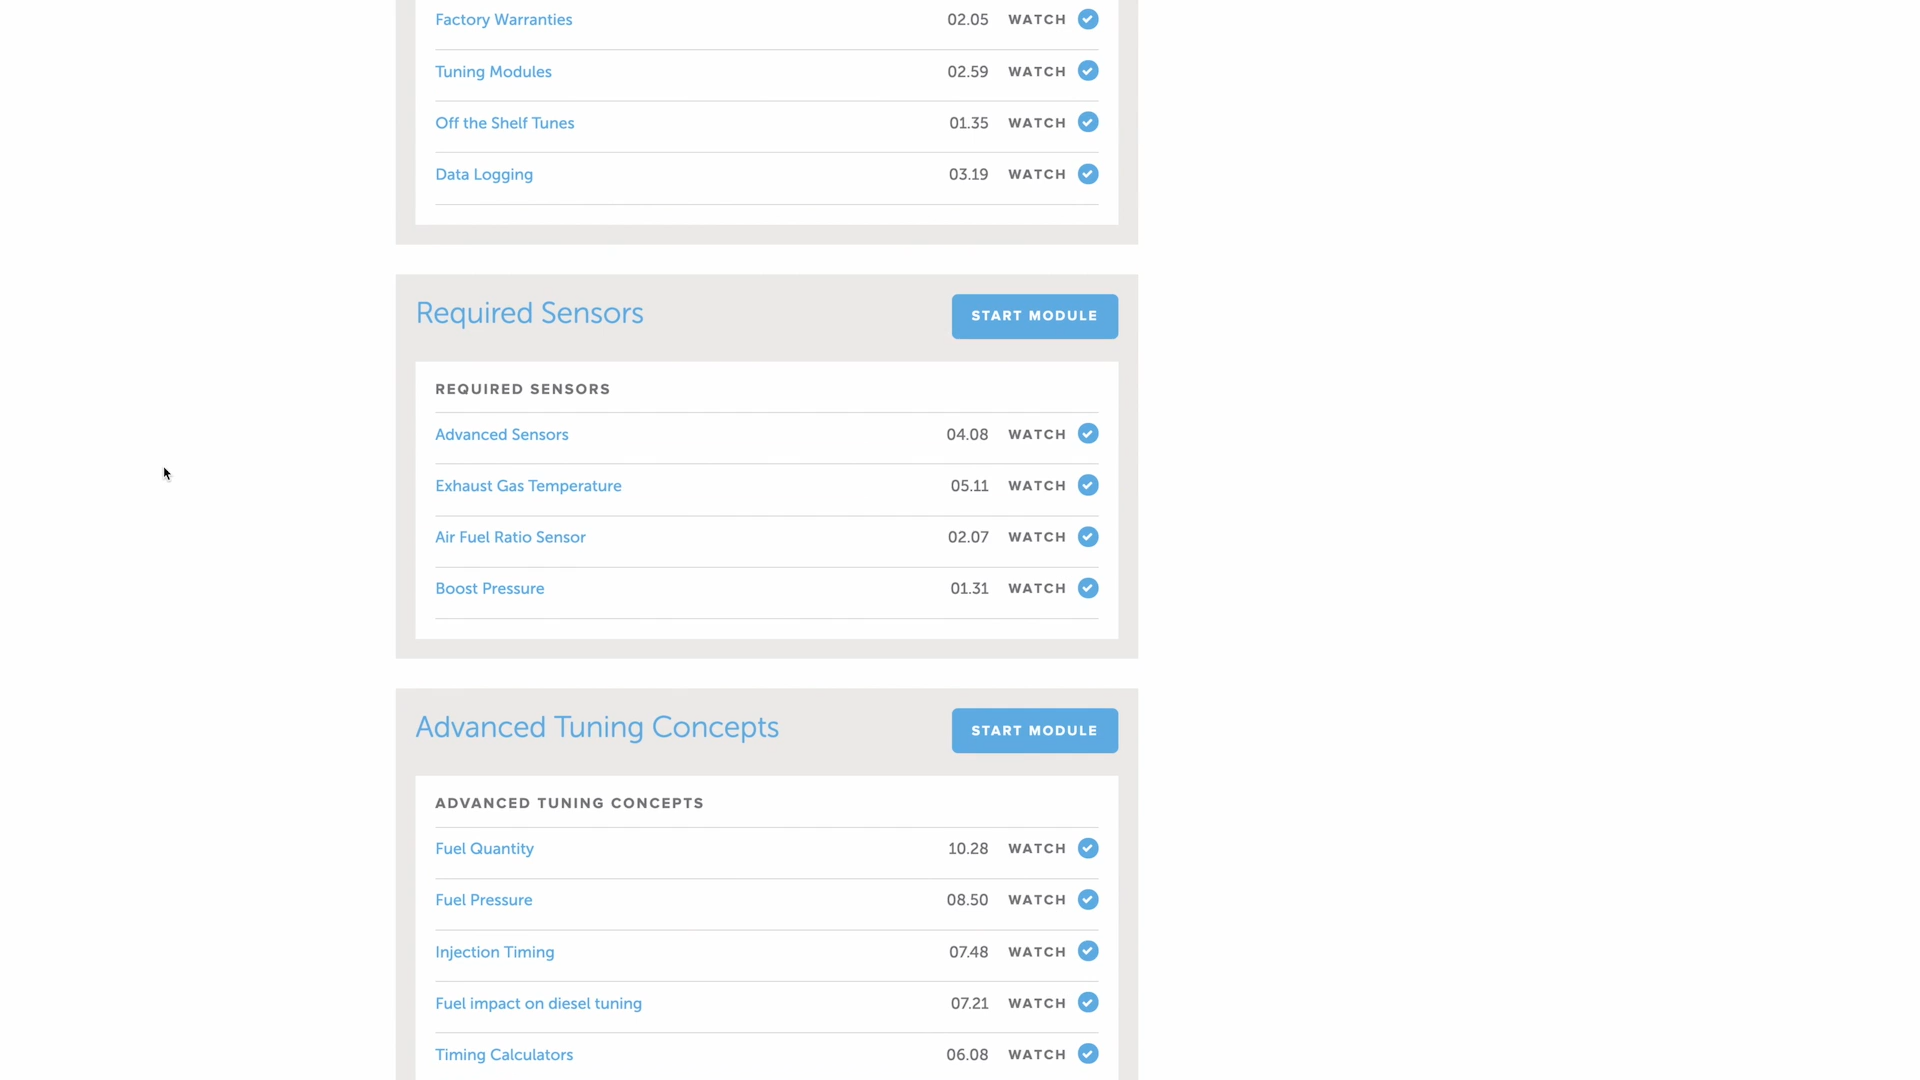 Factory Warranties 02.05 WATCH
Tuning Modules 02.59 WATCH
Off the Shelf Tunes 01.35 WATCH
Data Logging 03.19 WATCH
Required Sensors START MODULE
REQUIRED SENSORS
Advanced Sensors 04.08 WATCH
Exhaust Gas Temperature 05.11 WATCH
Air Fuel Ratio Sensor 02.07 WATCH
Boost Pressure 01.31 WATCH
Advanced Tuning Concepts START MODULE
ADVANCED TUNING CONCEPTS
Fuel Quantity 10.28 WATCH
Fuel Pressure 08.50 WATCH
Injection Timing 07.48 WATCH
Fuel impact on diesel tuning 07.21 WATCH
Timing Calculators 06.08 WATCH